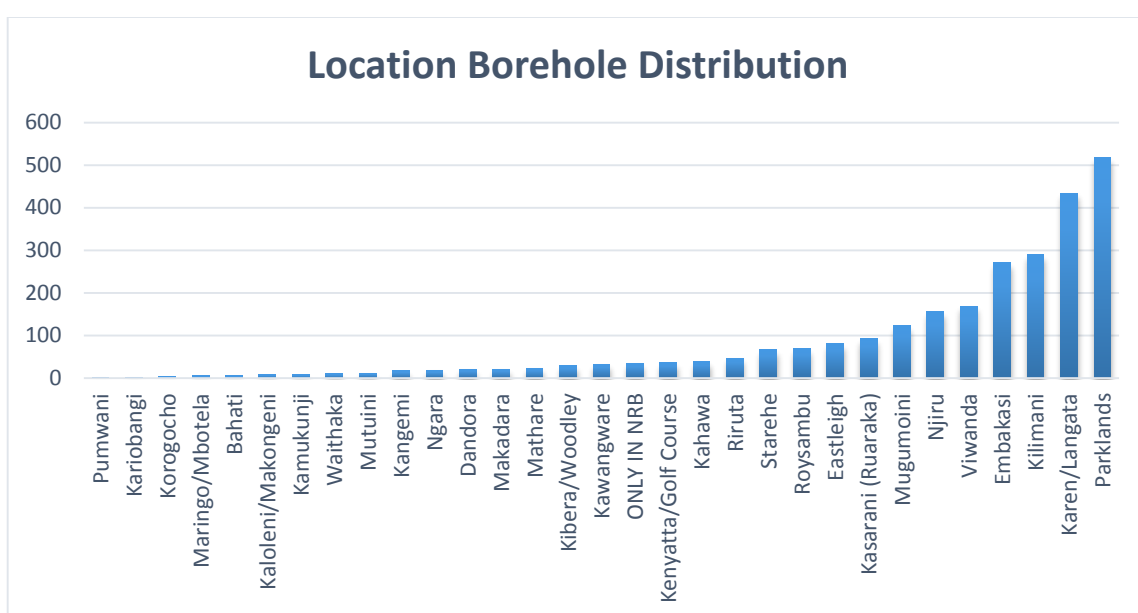 Location Borehole Distribution
600
500
400
300
200
100
0
Pumwani
Kariobangi
Korogocho
Maringo/Mbotela
Bahati
Kaloleni/Makongeni
Kamukunji
Waithaka
Mutuini
Kangemi
Ngara
Dandora
Makadara
Mathare
Kibera/Woodley
Kawangware
ONLY IN NRB
Kenyatta/Golf Course
Kahawa
Riruta
Starehe
Roysambu
Eastleigh
Kasarani (Ruaraka)
Mugumoini
Njiru
Viwanda
Embakasi
Kilimani
Karen/Langata
Parklands